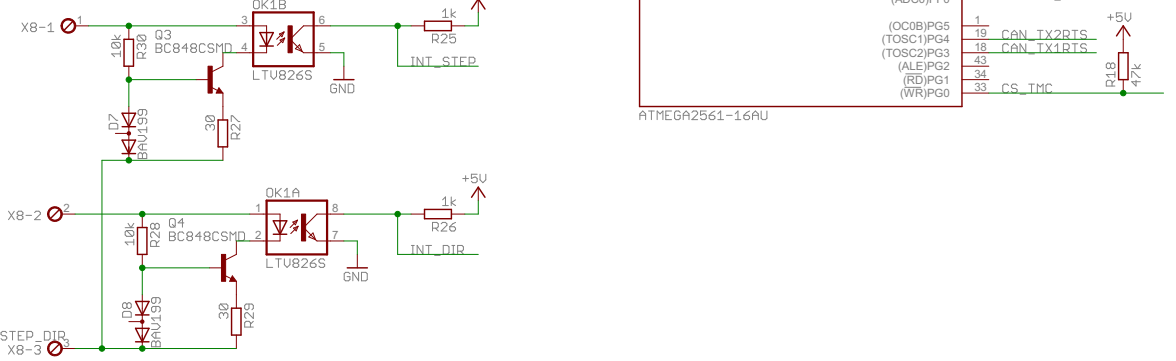 OK1B
X8-1
1
3
6
1k
R25
Q3
BC848CSMD
10k
R30
4
5
LTV826S
GND
INT_STEP
D7
BAV199
30
R27
OK1A
X8-2
2
1
8
+5V
1k
R26
Q4
BC848CSMD
10k
R28
2
7
LTV826S
GND
INT_DIR
D8
BAV199
30
R29
STEP_DIR
X8-3
3
(OC0B)PG5
1
(TOSC1)PG4
19
CAN_TX2RTS
(TOSC2)PG3
18
CAN_TX1RTS
(ALE)PG2
43
(RD)PG1
34
(WR)PG0
33
CS_TMC
+5V
R18
47k
ATMEGA2561-16AU